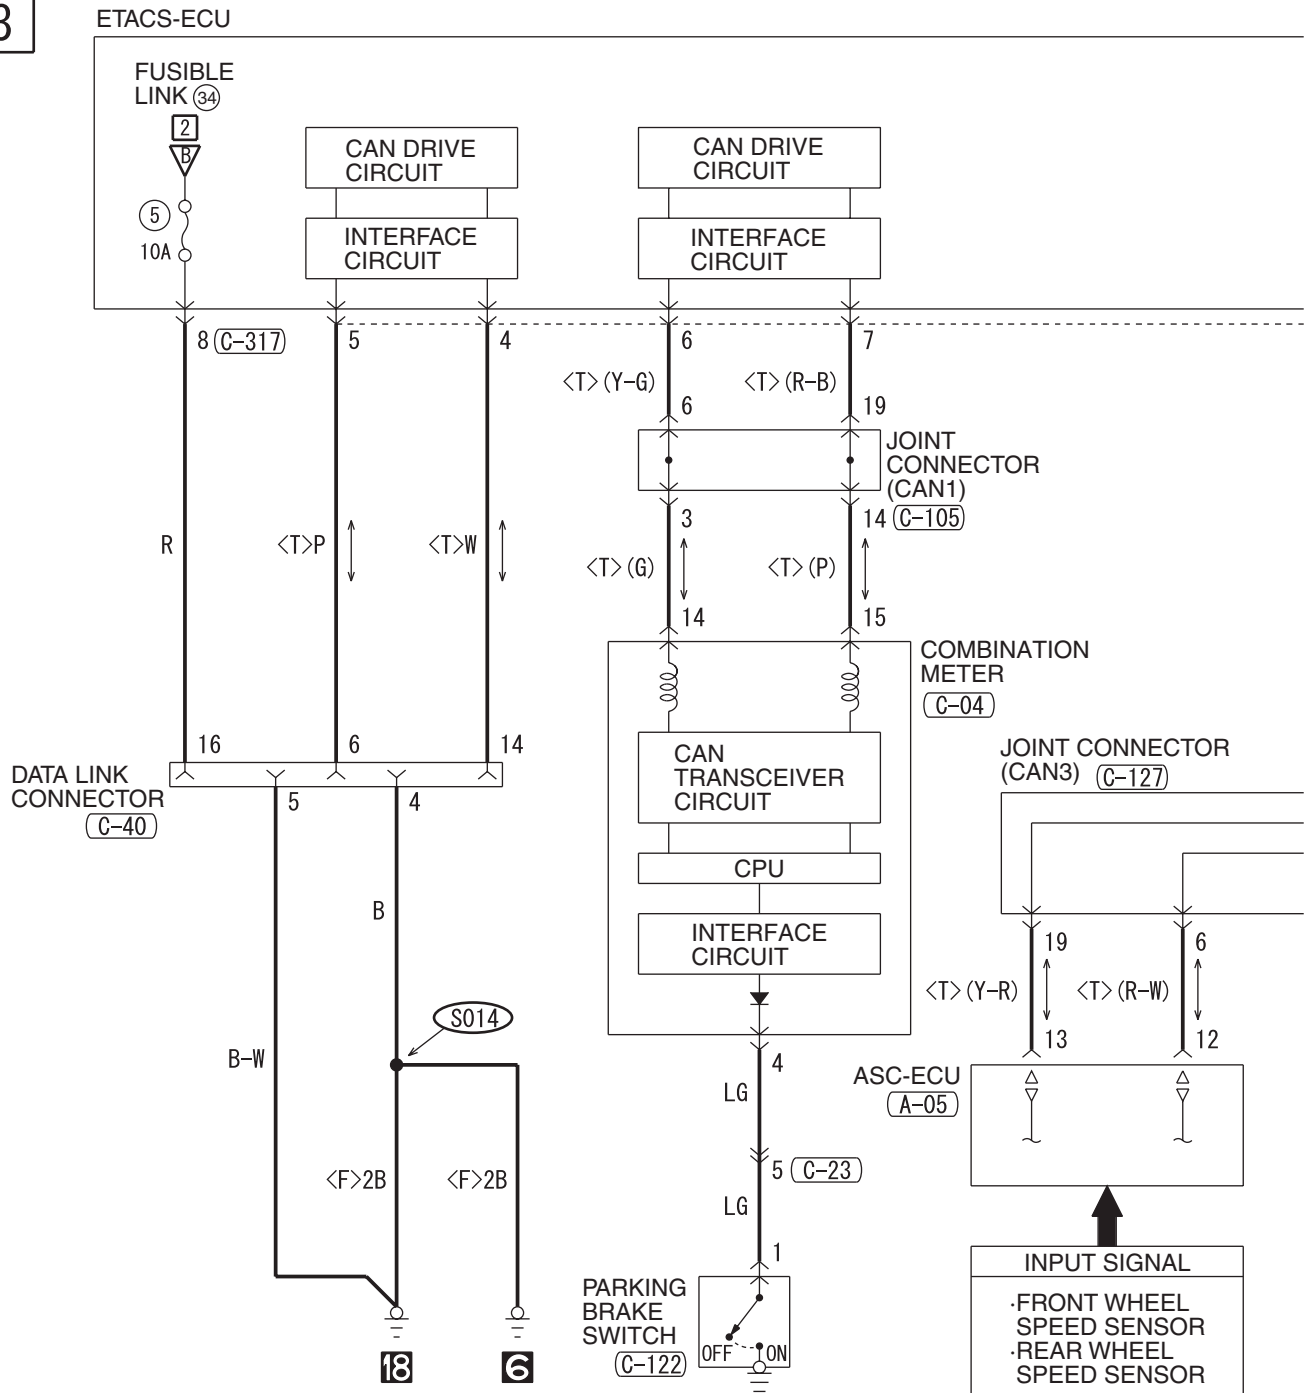 3
ETACS-ECU
FUSIBLE
LINK 34
2
B
5
10A
CAN DRIVE
CIRCUIT
INTERFACE
CIRCUIT
CAN DRIVE
CIRCUIT
INTERFACE
CIRCUIT
8 C-317
5
4
6
7
<T>(Y-G)
<T>(R-B)
6
19
JOINT
CONNECTOR
(CAN1)
C-105
3
14
R
<T>P
<T>W
<T>(G)
<T>(P)
14
15
COMBINATION
METER
C-04
CAN
TRANSCEIVER
CIRCUIT
CPU
INTERFACE
CIRCUIT
16
6
14
DATA LINK
CONNECTOR
C-40
5
4
JOINT CONNECTOR
(CAN3) C-127
B
19
6
<T>(Y-R)
<T>(R-W)
13
12
S014
B-W
4
LG
ASC-ECU
A-05
5 C-23
<F>2B
<F>2B
LG
1
PARKING
BRAKE
SWITCH
C-122
OFF
ON
18
6
INPUT SIGNAL
·FRONT WHEEL
SPEED SENSOR
·REAR WHEEL
SPEED SENSOR